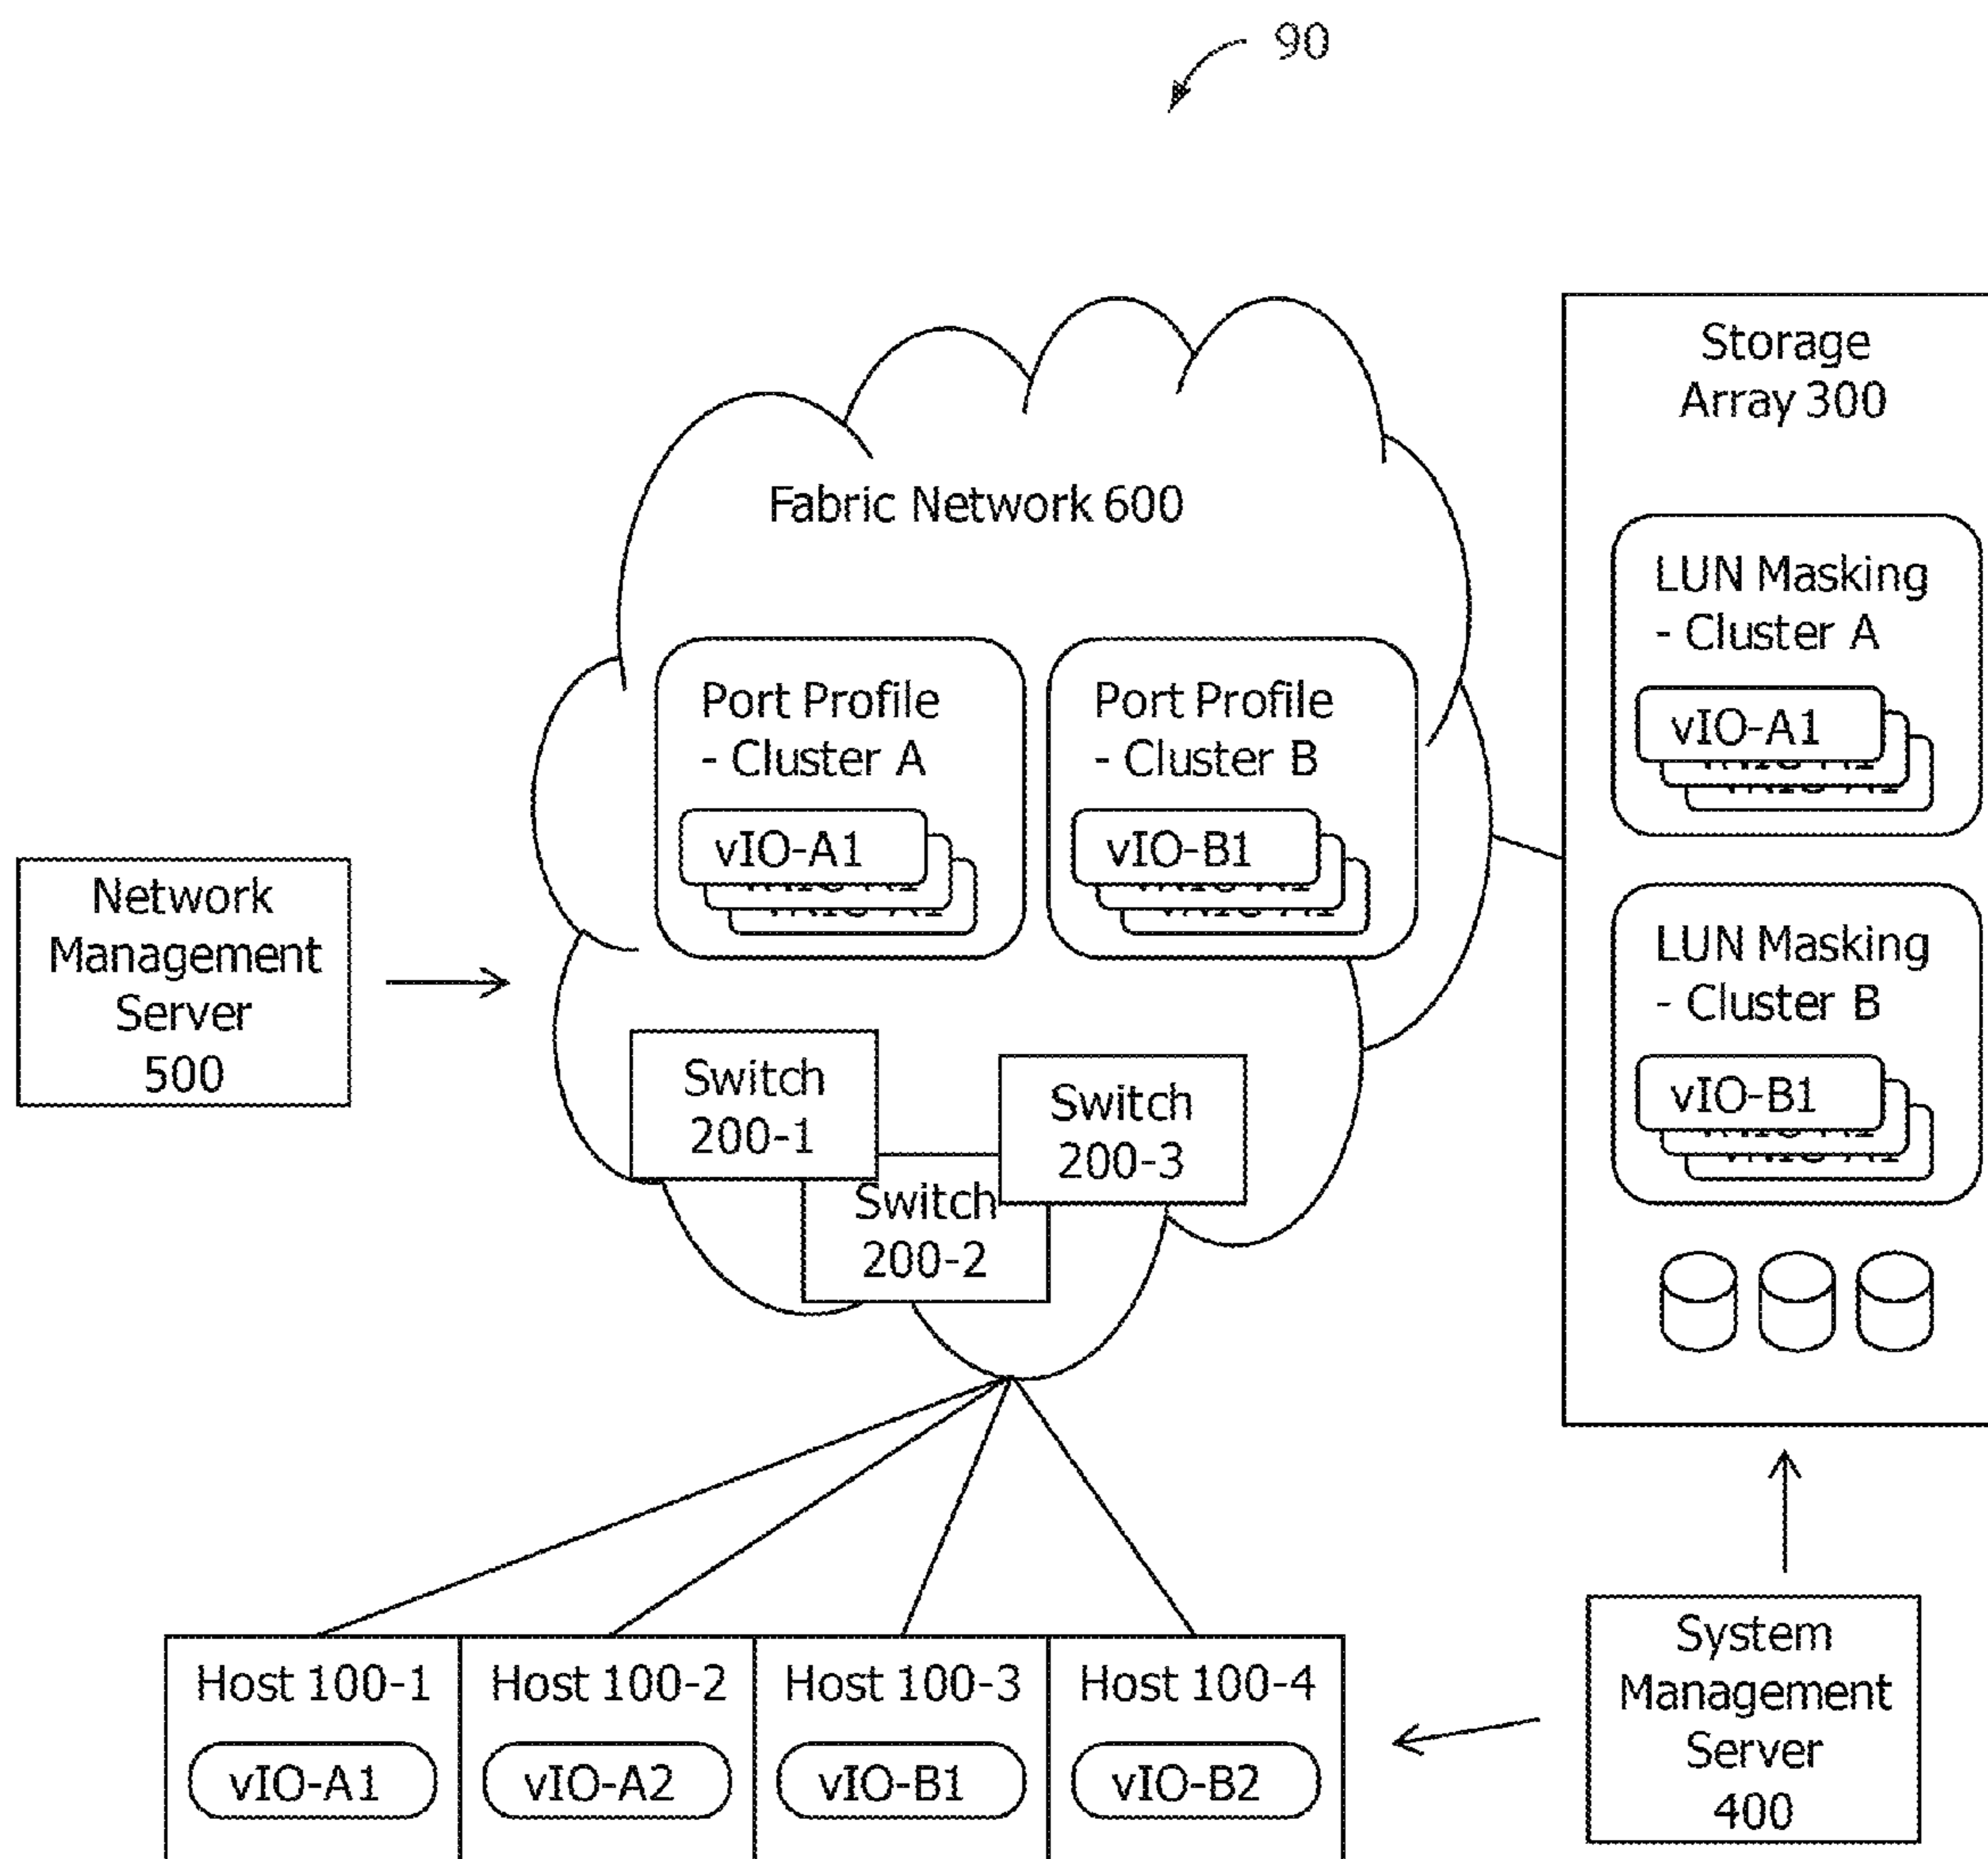 90
Storage
Array 300
Fabric Network 600
LUN Masking
- Cluster A
vIO-A1
Port Profile
- Cluster A
vIO-A1
Port Profile
- Cluster B
vIO-B1
Network
Management
Server
500
LUN Masking
- Cluster B
vIO-B1
Switch
200-1
Switch
200-3
Switch
200-2
Host 100-1
vIO-A1
Host 100-2
vIO-A2
Host 100-3
vIO-B1
Host 100-4
vIO-B2
System
Management
Server
400